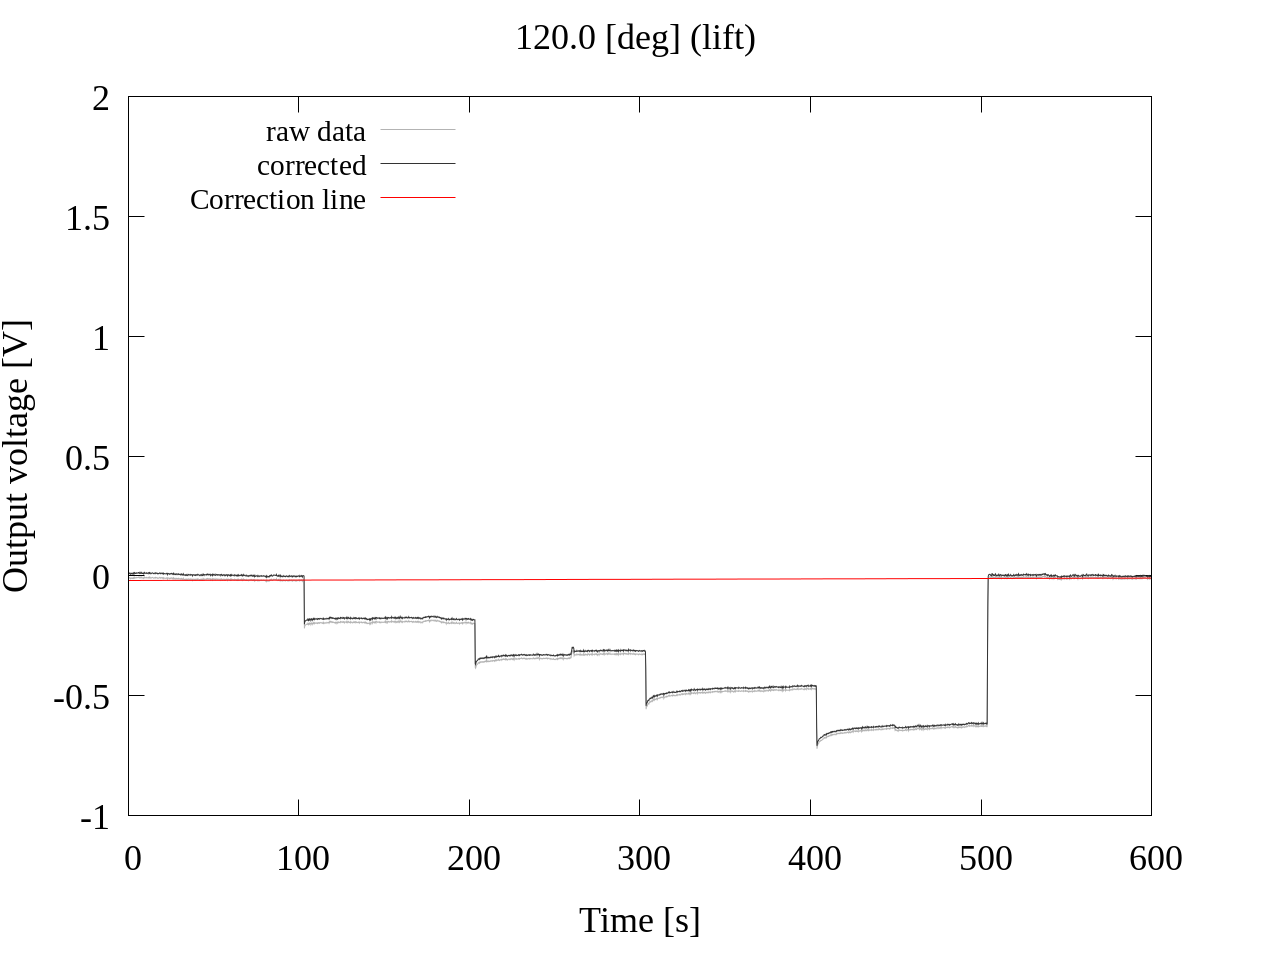 120.0 [deg] (lift)
raw data
corrected
Correction line
2
1.5
1
0.5
0
-0.5
-1
Output voltage [V]
0 100 200 300 400 500 600
Time [s]